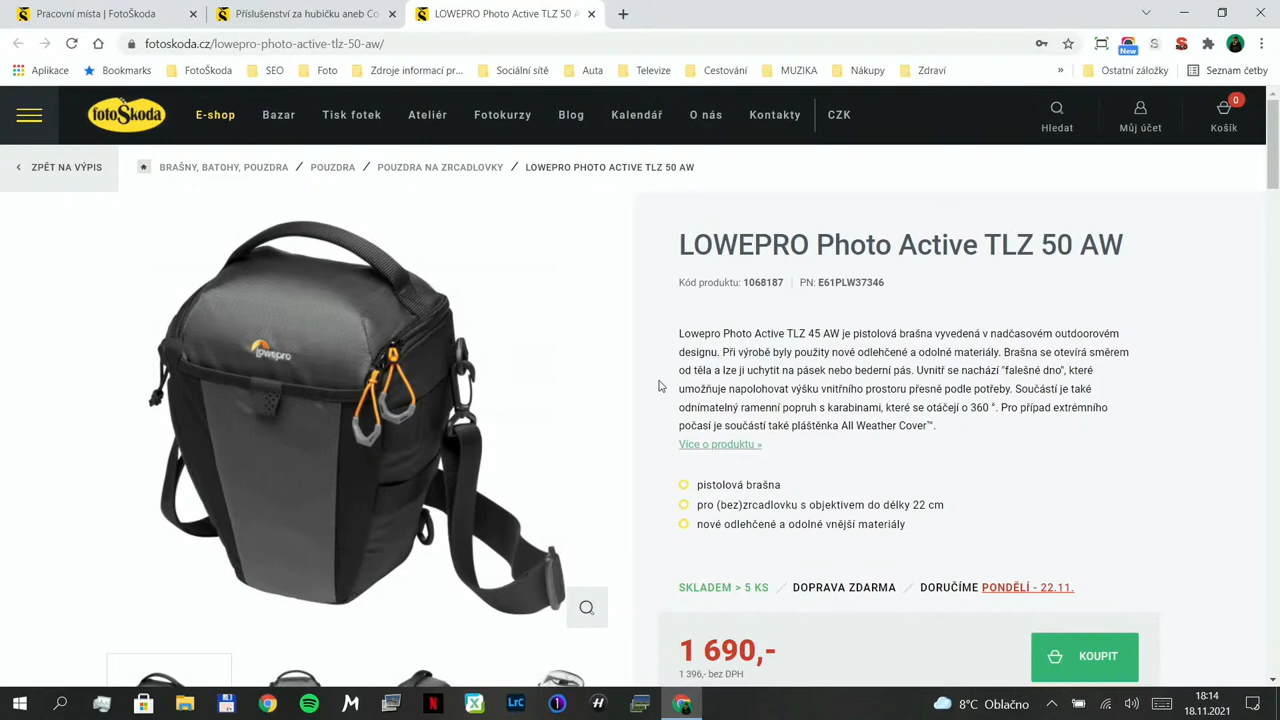 Pracovní místa | FotoŠkoda
Příslušenství za hubičku aneb Co
LOWEPRO Photo Active TLZ 50 A
fotoskoda.cz/lowepro-photo-active-tlz-50-aw/
New
Aplikace
Bookmarks
FotoŠkoda
SEO
Foto
Zdroje informací pr...
Sociální sítě
Auta
Televize
Cestování
MUZIKA
Nákupy
Zdraví
»
Ostatní záložky
Seznam četby
fotoŠkoda
E-shop
Bazar
Tisk fotek
Ateliér
Fotokurzy
Blog
Kalendář
O nás
Kontakty
CZK
Hledat
Můj účet
0
Košík
ZPĚT NA VÝPIS
BRAŠNY, BATOHY, POUZDRA / POUZDRA / POUZDRA NA ZRCADLOVKY / LOWEPRO PHOTO ACTIVE TLZ 50 AW
Lowepro
LOWEPRO Photo Active TLZ 50 AW
Kód produktu: 1068187 | PN: E61PLW37346
Lowepro Photo Active TLZ 45 AW je pistolová brašna vyvedená v nadčasovém outdoorovém
designu. Při výrobě byly použity nové odlehčené a odolné materiály. Brašna se otevírá směrem
od těla a lze ji uchytit na pásek nebo bederní pás. Uvnitř se nachází "falešné dno", které
umožňuje napolohovat výšku vnitřního prostoru přesně podle potřeby. Součástí je také
odnímatelný ramenní popruh s karabinami, které se otáčejí o 360 °. Pro případ extrémního
počasí je součástí také pláštěnka All Weather Cover™.
Více o produktu »
pistolová brašna
pro (bez)zrcadlovku s objektivem do délky 22 cm
nové odlehčené a odolné vnější materiály
SKLADEM > 5 KS / DOPRAVA ZDARMA / DORUČÍME PONDĚLÍ - 22.11.
1 690,-
1 396,- bez DPH
KOUPIT
8°C Oblačno
18:14
18.11.2021